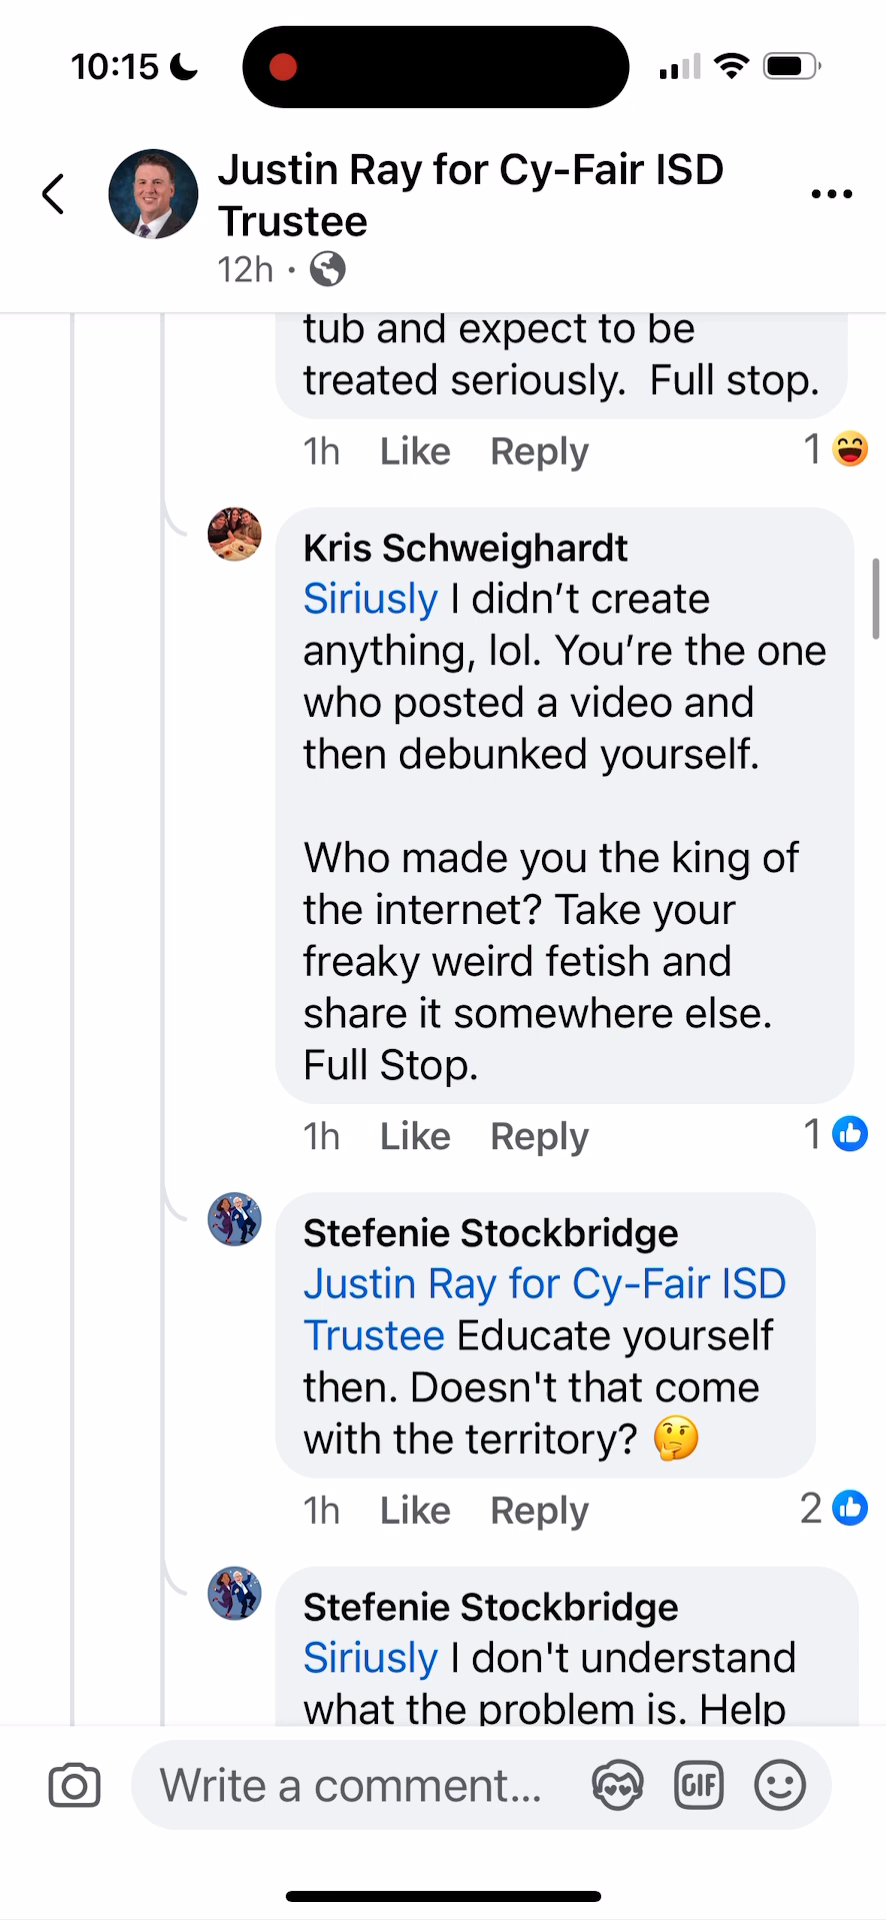 10:15
Justin Ray for Cy-Fair ISD
Trustee
12h ·
tub and expect to be
treated seriously.  Full stop.
1h Like Reply 1
Kris Schweighardt
Siriusly I didn’t create
anything, lol. You’re the one
who posted a video and
then debunked yourself.
Who made you the king of
the internet? Take your
freaky weird fetish and
share it somewhere else.
Full Stop.
1h Like Reply 1
Stefenie Stockbridge
Justin Ray for Cy-Fair ISD
Trustee Educate yourself
then. Doesn't that come
with the territory? 🤔
1h Like Reply 2
Stefenie Stockbridge
Siriusly I don't understand
what the problem is. Help
Write a comment...
GIF